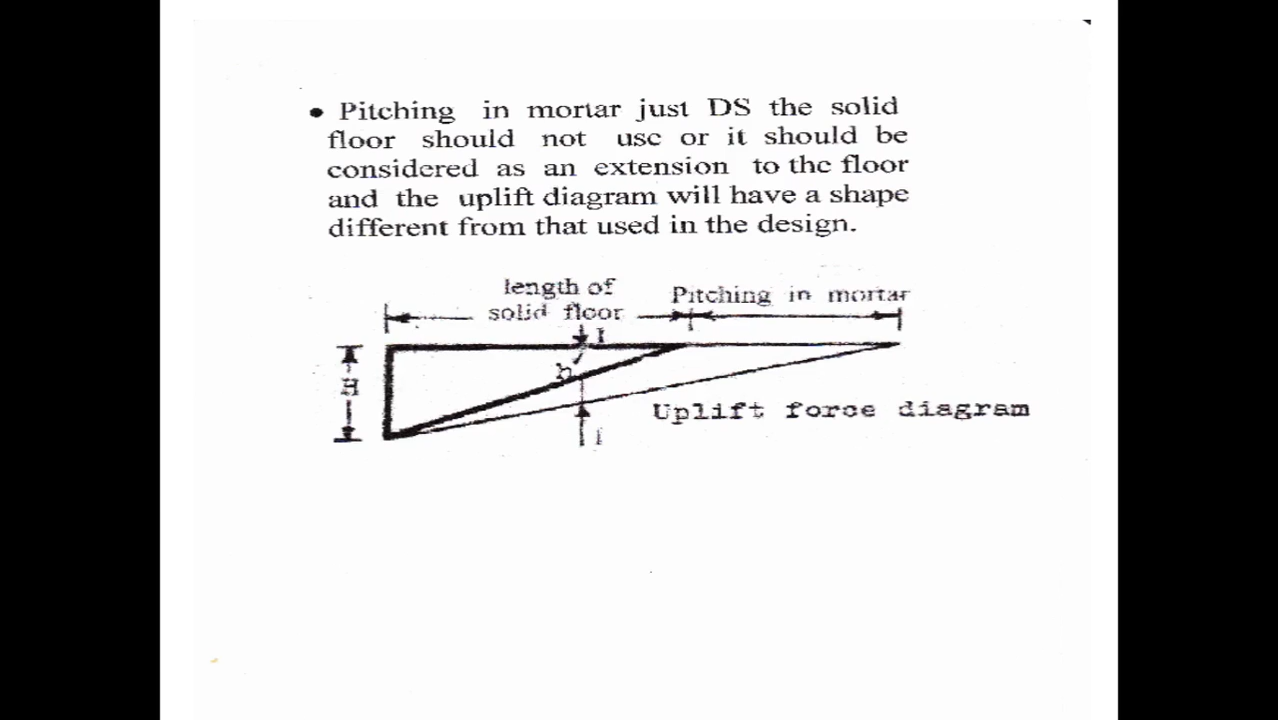 • Pitching in mortar just DS the solid
floor should not use or it should be
considered as an extension to the floor
and the uplift diagram will have a shape
different from that used in the design.
length of
solid floor
Pitching in mortar
H
h
Uplift force diagram